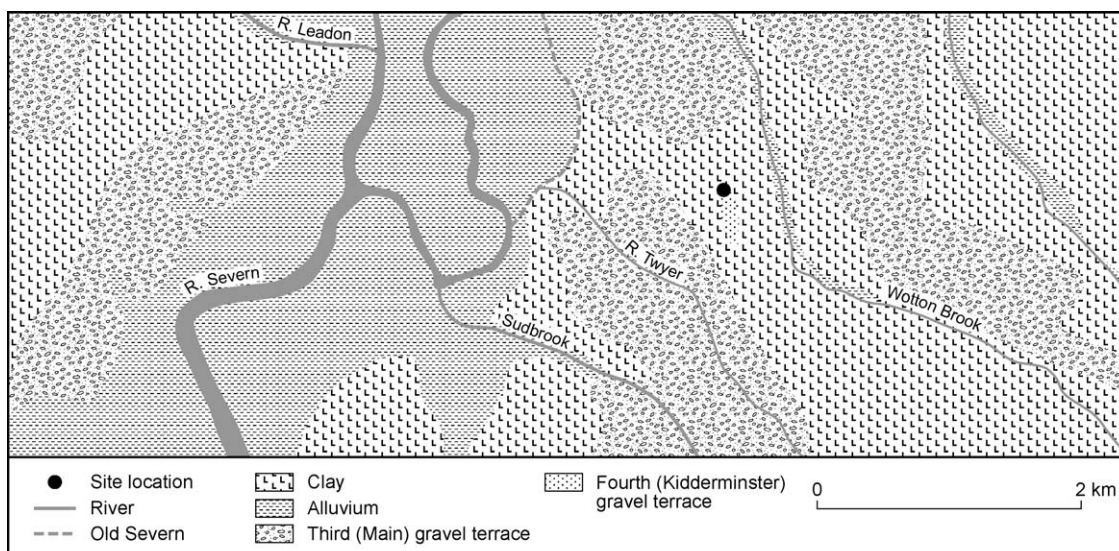 R. Leadon
R. Severn
R. Twyer
Wotton Brook
Sudbrook
Site location
River
Old Severn
Clay
Alluvium
Third (Main) gravel terrace
Fourth (Kidderminster)
gravel terrace
0
2 km